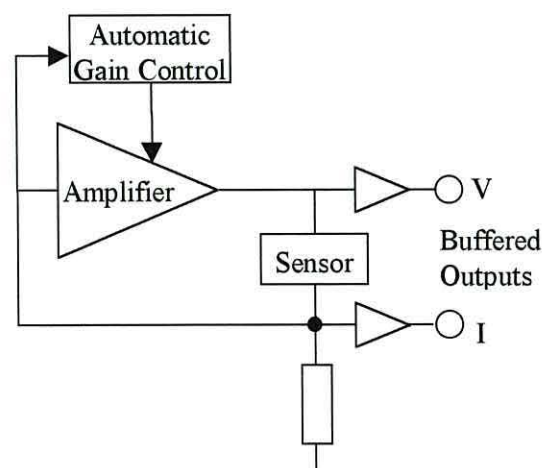 Automatic
Gain Control
Amplifier
V
Sensor
Buffered
Outputs
I